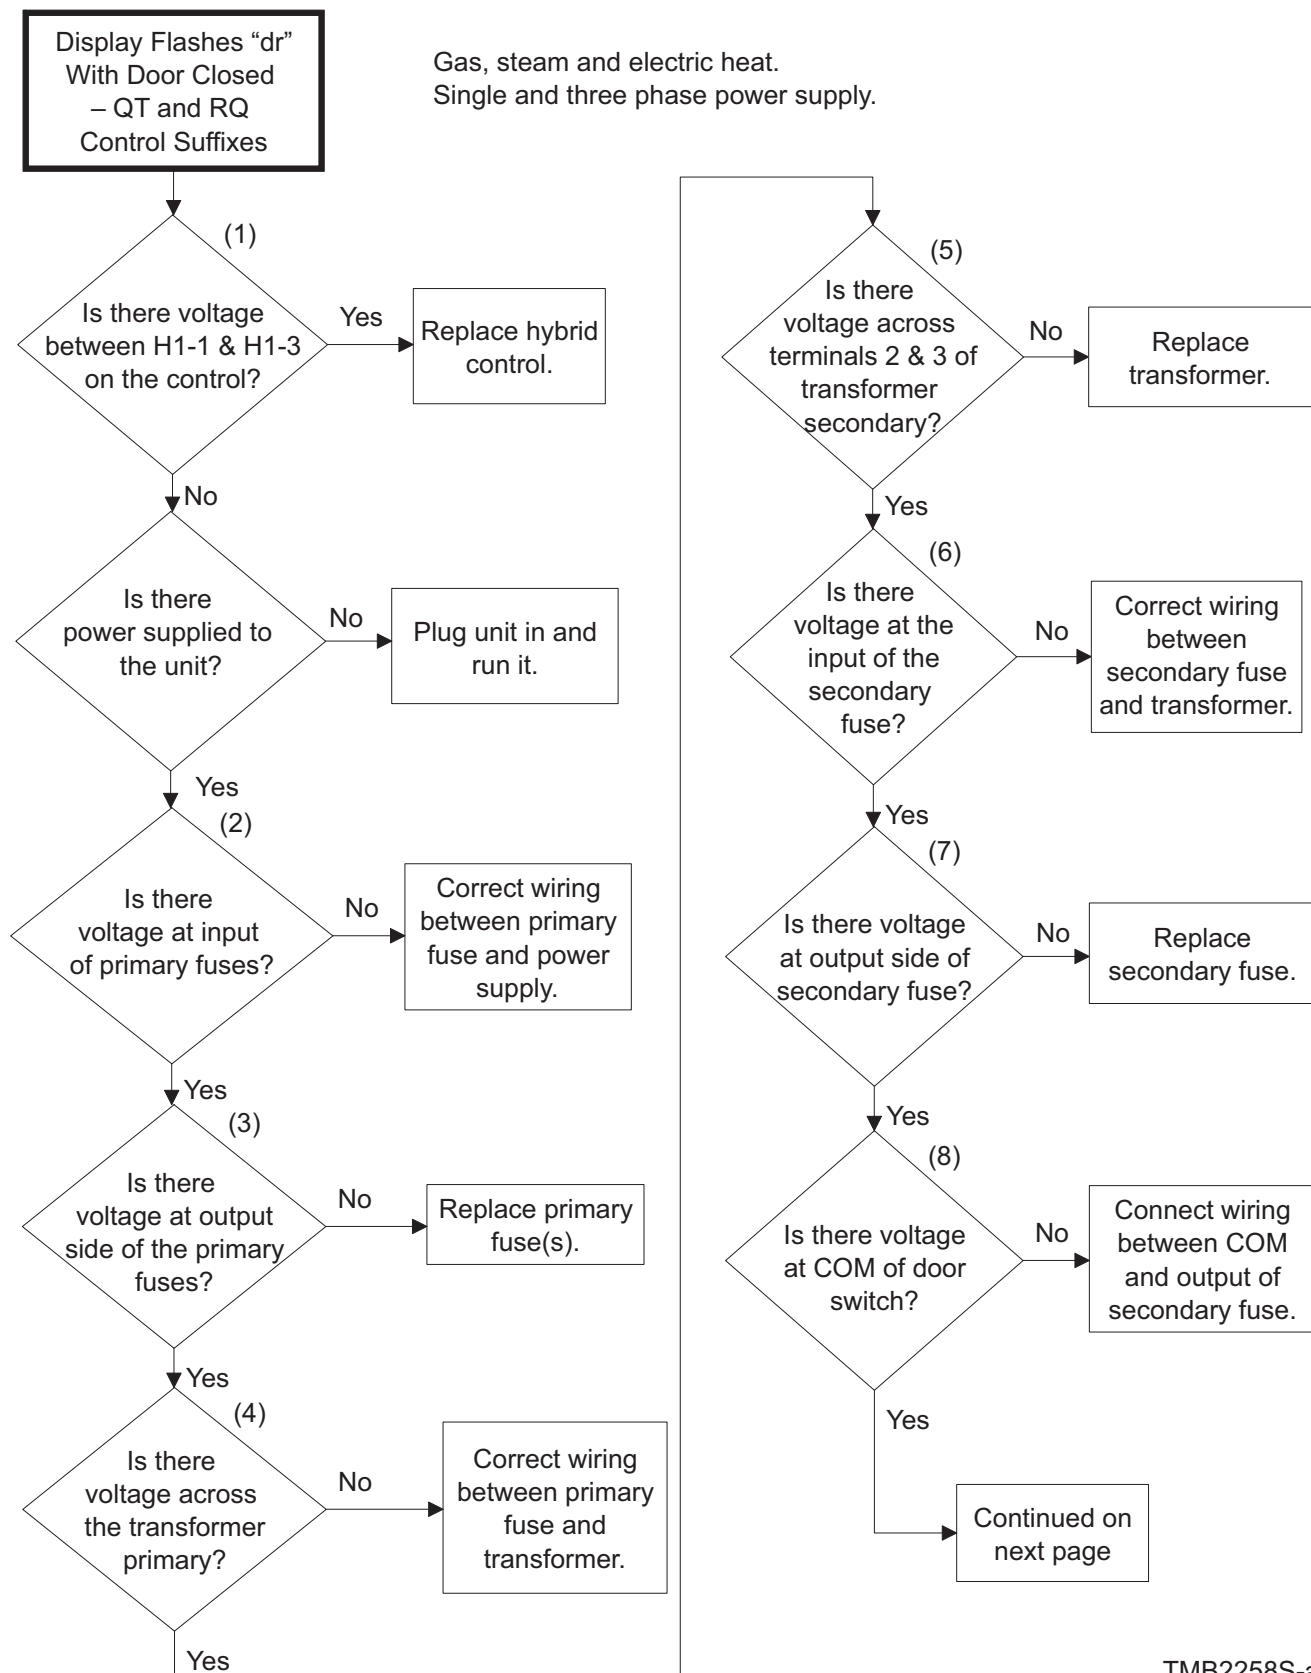 Display Flashes “dr”
With Door Closed
– QT and RQ
Control Suffixes
Gas, steam and electric heat.
Single and three phase power supply.
(1)
Is there voltage
between H1-1 & H1-3
on the control?
Yes
Replace hybrid
control.
No
Is there
power supplied to
the unit?
No
Plug unit in and
run it.
Yes
(2)
Is there
voltage at input
of primary fuses?
No
Correct wiring
between primary
fuse and power
supply.
Yes
(3)
Is there
voltage at output
side of the primary
fuses?
No
Replace primary
fuse(s).
Yes
(4)
Is there
voltage across
the transformer
primary?
No
Correct wiring
between primary
fuse and
transformer.
Yes
(5)
Is there
voltage across
terminals 2 & 3 of
transformer
secondary?
No
Replace
transformer.
Yes
(6)
Is there
voltage at the
input of the
secondary
fuse?
No
Correct wiring
between
secondary fuse
and transformer.
Yes
(7)
Is there voltage
at output side of
secondary fuse?
No
Replace
secondary fuse.
Yes
(8)
Is there voltage
at COM of door
switch?
No
Connect wiring
between COM
and output of
secondary fuse.
Yes
Continued on
next page